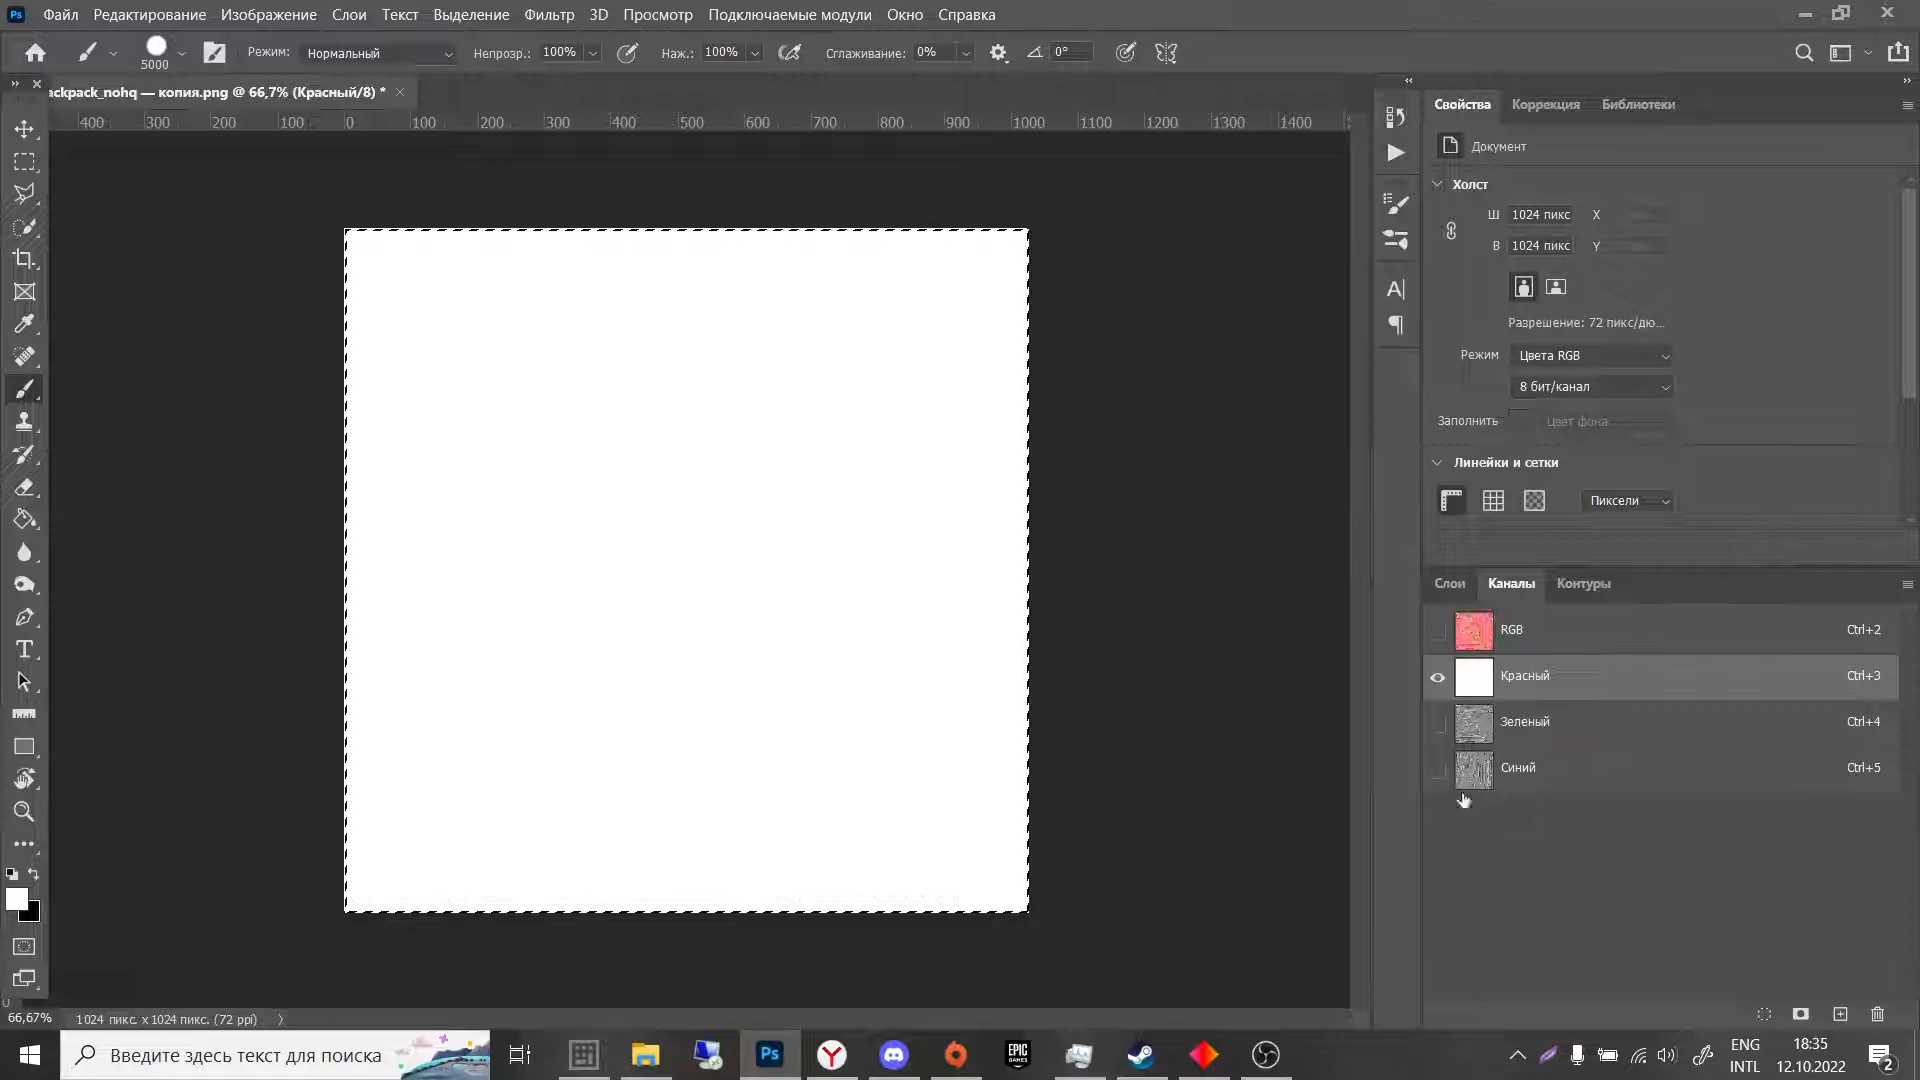 Ps Файл Редактирование Изображение Слои Текст Выделение Фильтр 3D Просмотр Подключаемые модули Окно Справка
5000 Режим: Нормальный Непрозр.: 100% Наж.: 100% Сглаживание: 0% 0°
ackpack_nohq — копия.png @ 66,7% (Красный/8) *
400 300 200 100 0 100 200 300 400 500 600 700 800 900 1000 1100 1200 1300 1400
Свойства Коррекция Библиотеки
Документ
Холст
Ш 1024 пикс X
В 1024 пикс Y
Разрешение: 72 пикс/дю...
Режим Цвета RGB
8 бит/канал
Заполнить Цвет фона
Линейки и сетки
Пиксели
Слои Каналы Контуры
RGB Ctrl+2
Красный Ctrl+3
Зеленый Ctrl+4
Синий Ctrl+5
66,67% 1024 пикс. x 1024 пикс. (72 ppi)
Введите здесь текст для поиска
Ps
EPIC GAMES
ENG
INTL
18:35
12.10.2022
2